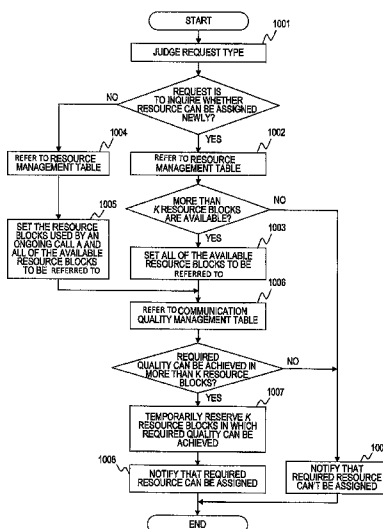 START
1001
JUDGE REQUEST TYPE
REQUEST IS
TO INQUIRE WHETHER
RESOURCE CAN BE ASSIGNED
NEWLY?
NO
YES
1004
REFER TO RESOURCE
MANAGEMENT TABLE
1002
REFER TO RESOURCE
MANAGEMENT TABLE
MORE THAN
K RESOURCE BLOCKS
ARE AVAILABLE?
NO
YES
1005
SET THE RESOURCE
BLOCKS USED BY AN
ONGOING CALL A AND
ALL OF THE AVAILABLE
RESOURCE BLOCKS
TO BE REFERRED TO
1003
SET ALL OF THE AVAILABLE
RESOURCE BLOCKS TO BE
REFERRED TO
1006
REFER TO COMMUNICATION
QUALITY MANAGEMENT TABLE
REQUIRED
QUALITY CAN BE ACHIEVED IN
MORE THAN K RESOURCE
BLOCKS?
NO
YES
1007
TEMPORARILY RESERVE K
RESOURCE BLOCKS IN WHICH
REQUIRED QUALITY CAN BE
ACHIEVED
1008
NOTIFY THAT REQUIRED
RESOURCE CAN BE ASSIGNED
NOTIFY THAT
REQUIRED RESOURCE
CAN'T BE ASSIGNED
END